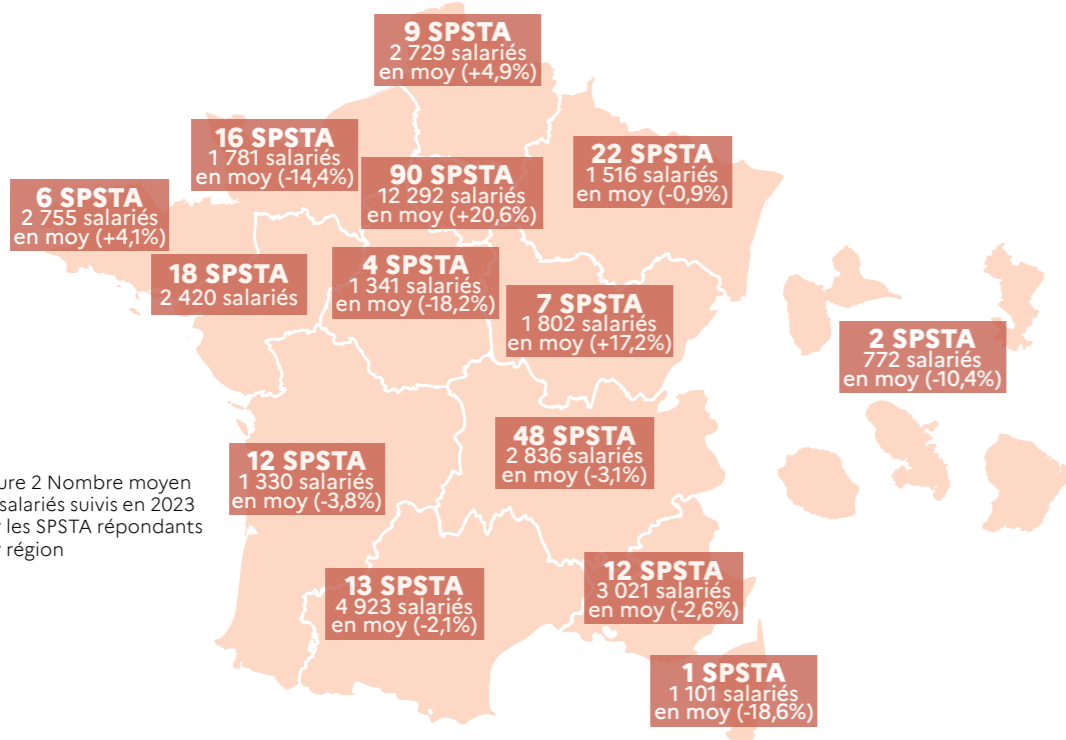 9 SPSTA
2 729 salariés
en moy (+4,9%)
16 SPSTA
1 781 salariés
en moy (-14,4%)
90 SPSTA
12 292 salariés
en moy (+20,6%)
22 SPSTA
1 516 salariés
en moy (-0,9%)
6 SPSTA
2 755 salariés
en moy (+4,1%)
18 SPSTA
2 420 salariés
4 SPSTA
1 341 salariés
en moy (-18,2%)
7 SPSTA
1 802 salariés
en moy (+17,2%)
2 SPSTA
772 salariés
en moy (-10,4%)
48 SPSTA
2 836 salariés
en moy (-3,1%)
12 SPSTA
1 330 salariés
en moy (-3,8%)
ure 2 Nombre moyen
salariés suivis en 2023
les SPSTA répondants
région
13 SPSTA
4 923 salariés
en moy (-2,1%)
12 SPSTA
3 021 salariés
en moy (-2,6%)
1 SPSTA
1 101 salariés
en moy (-18,6%)